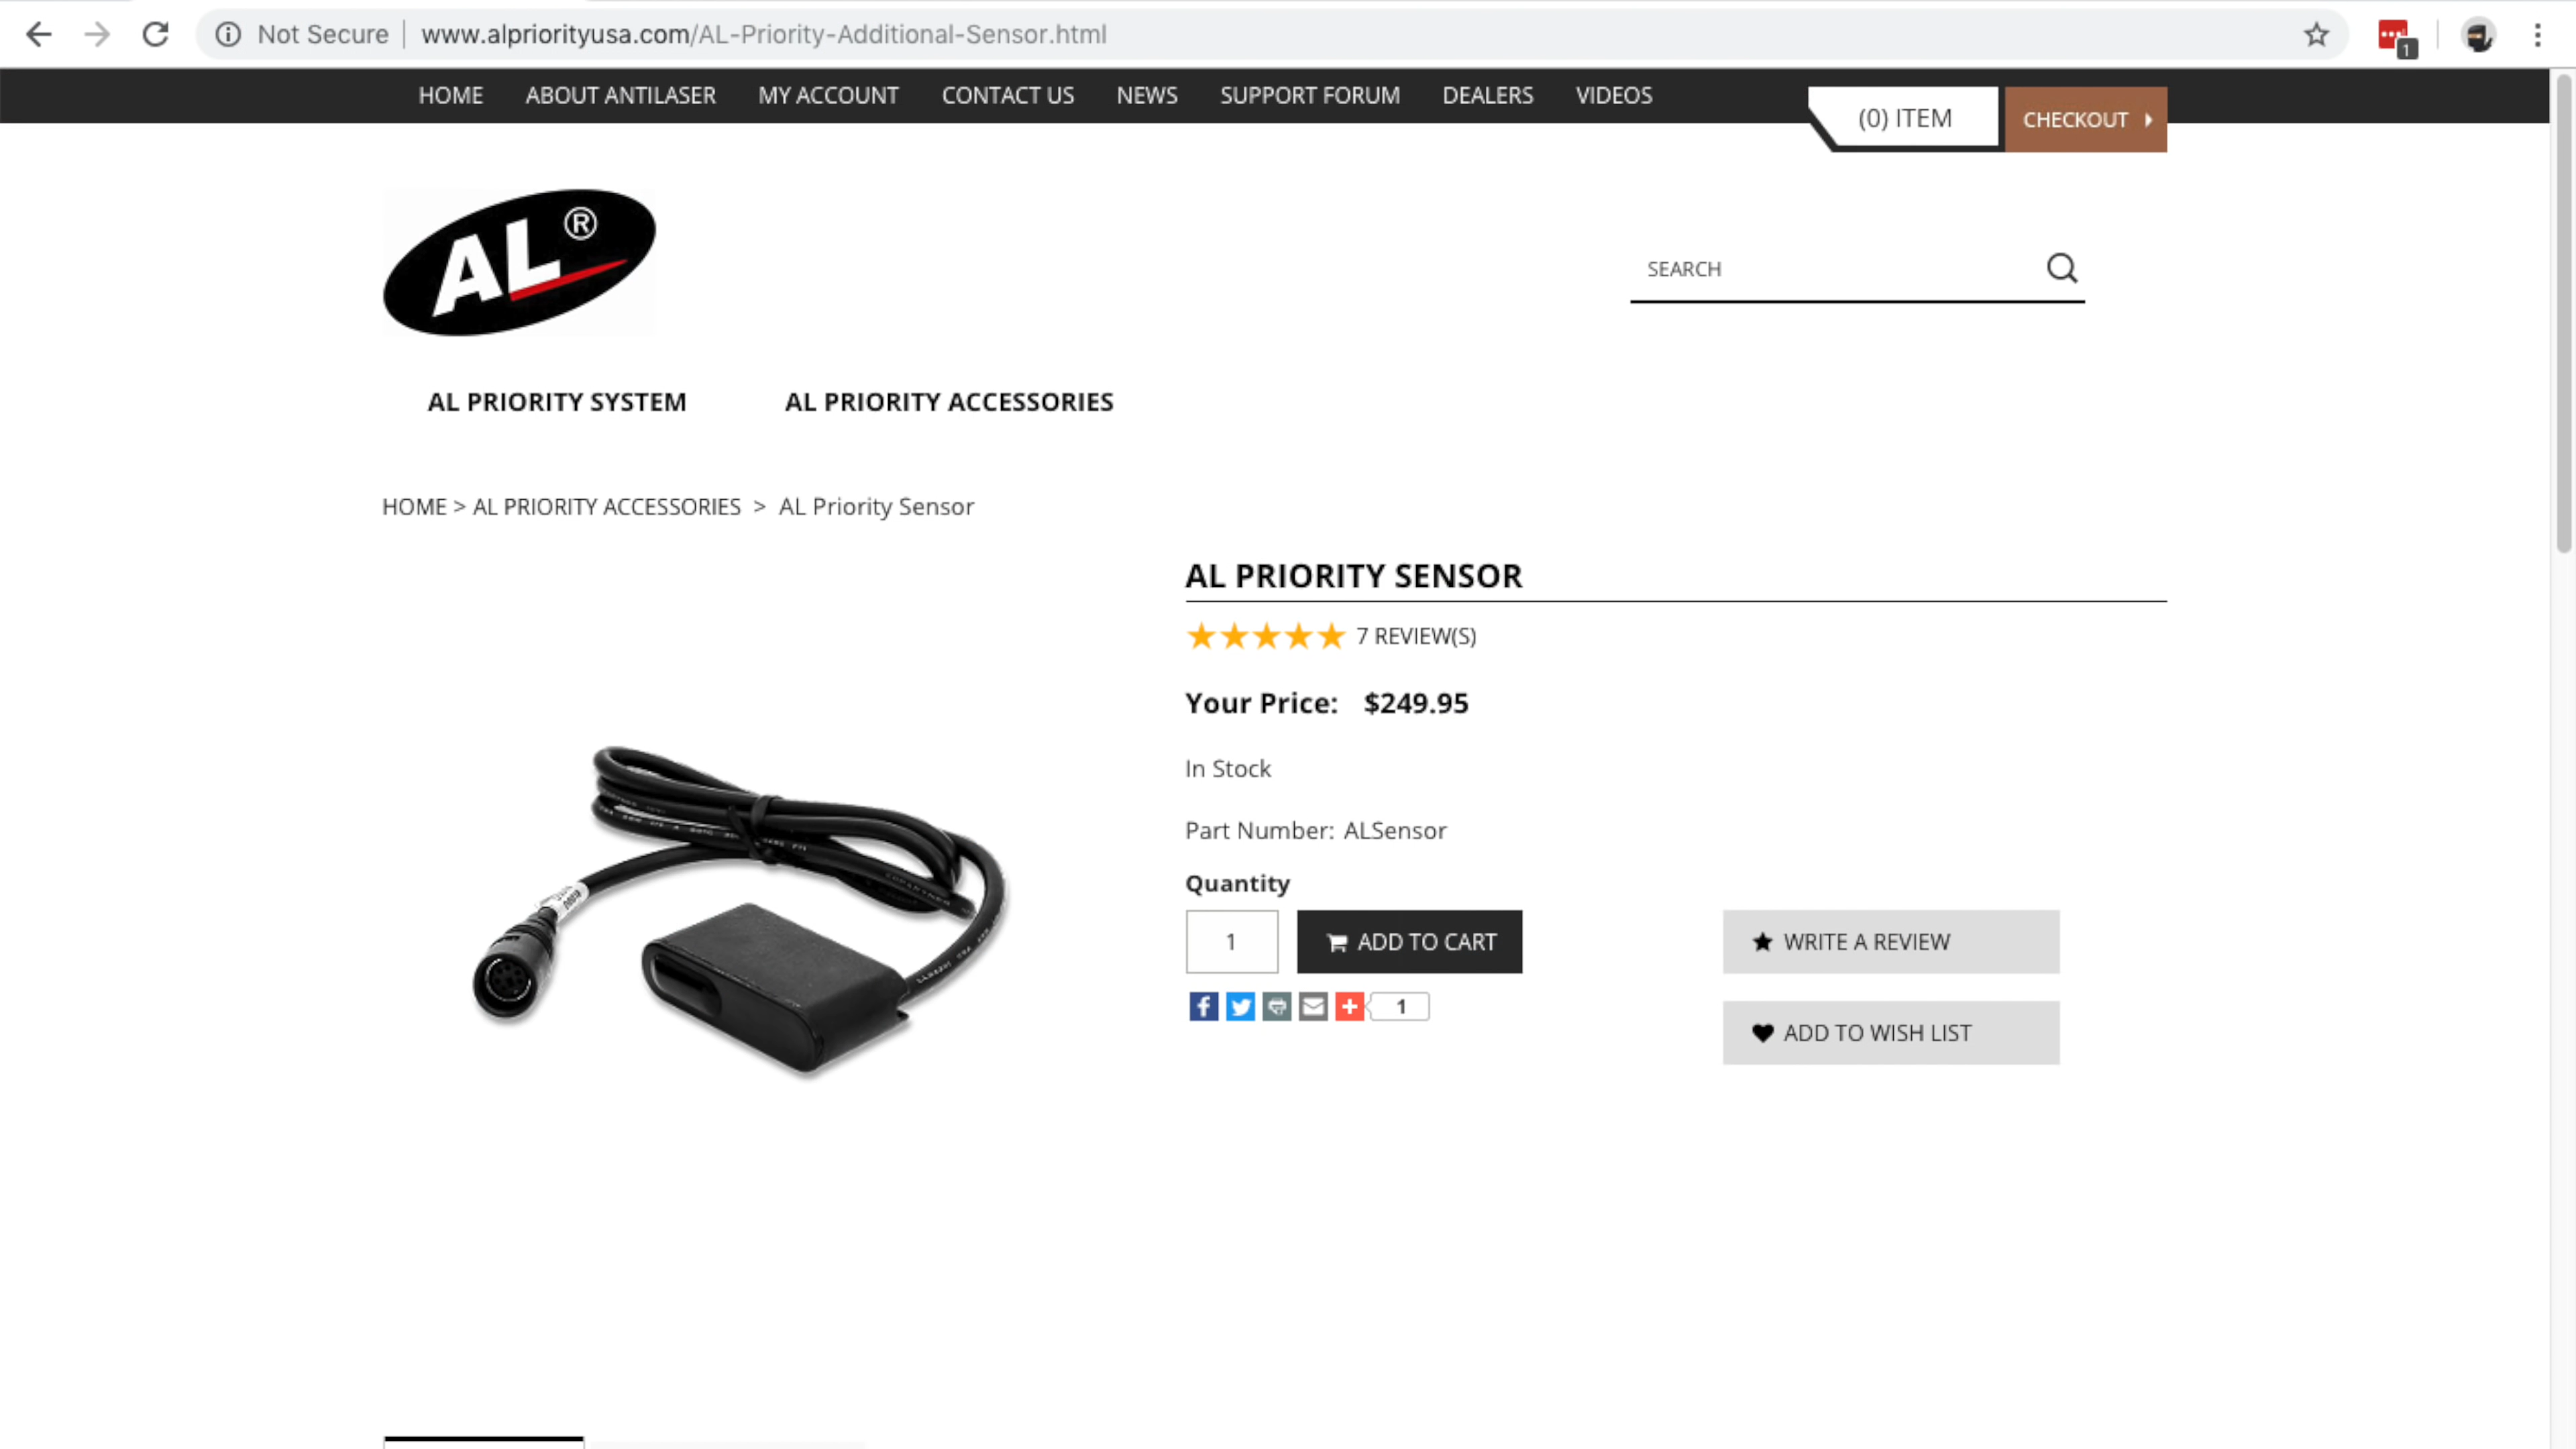 Not Secure www.alpriorityusa.com/AL-Priority-Additional-Sensor.html
1
HOME ABOUT ANTILASER MY ACCOUNT CONTACT US NEWS SUPPORT FORUM DEALERS VIDEOS
(0) ITEM CHECKOUT
AL®
SEARCH
AL PRIORITY SYSTEM AL PRIORITY ACCESSORIES
HOME > AL PRIORITY ACCESSORIES > AL Priority Sensor
AL PRIORITY SENSOR
7 REVIEW(S)
Your Price: $249.95
In Stock
Part Number: ALSensor
Quantity
1 ADD TO CART WRITE A REVIEW
1
ADD TO WISH LIST